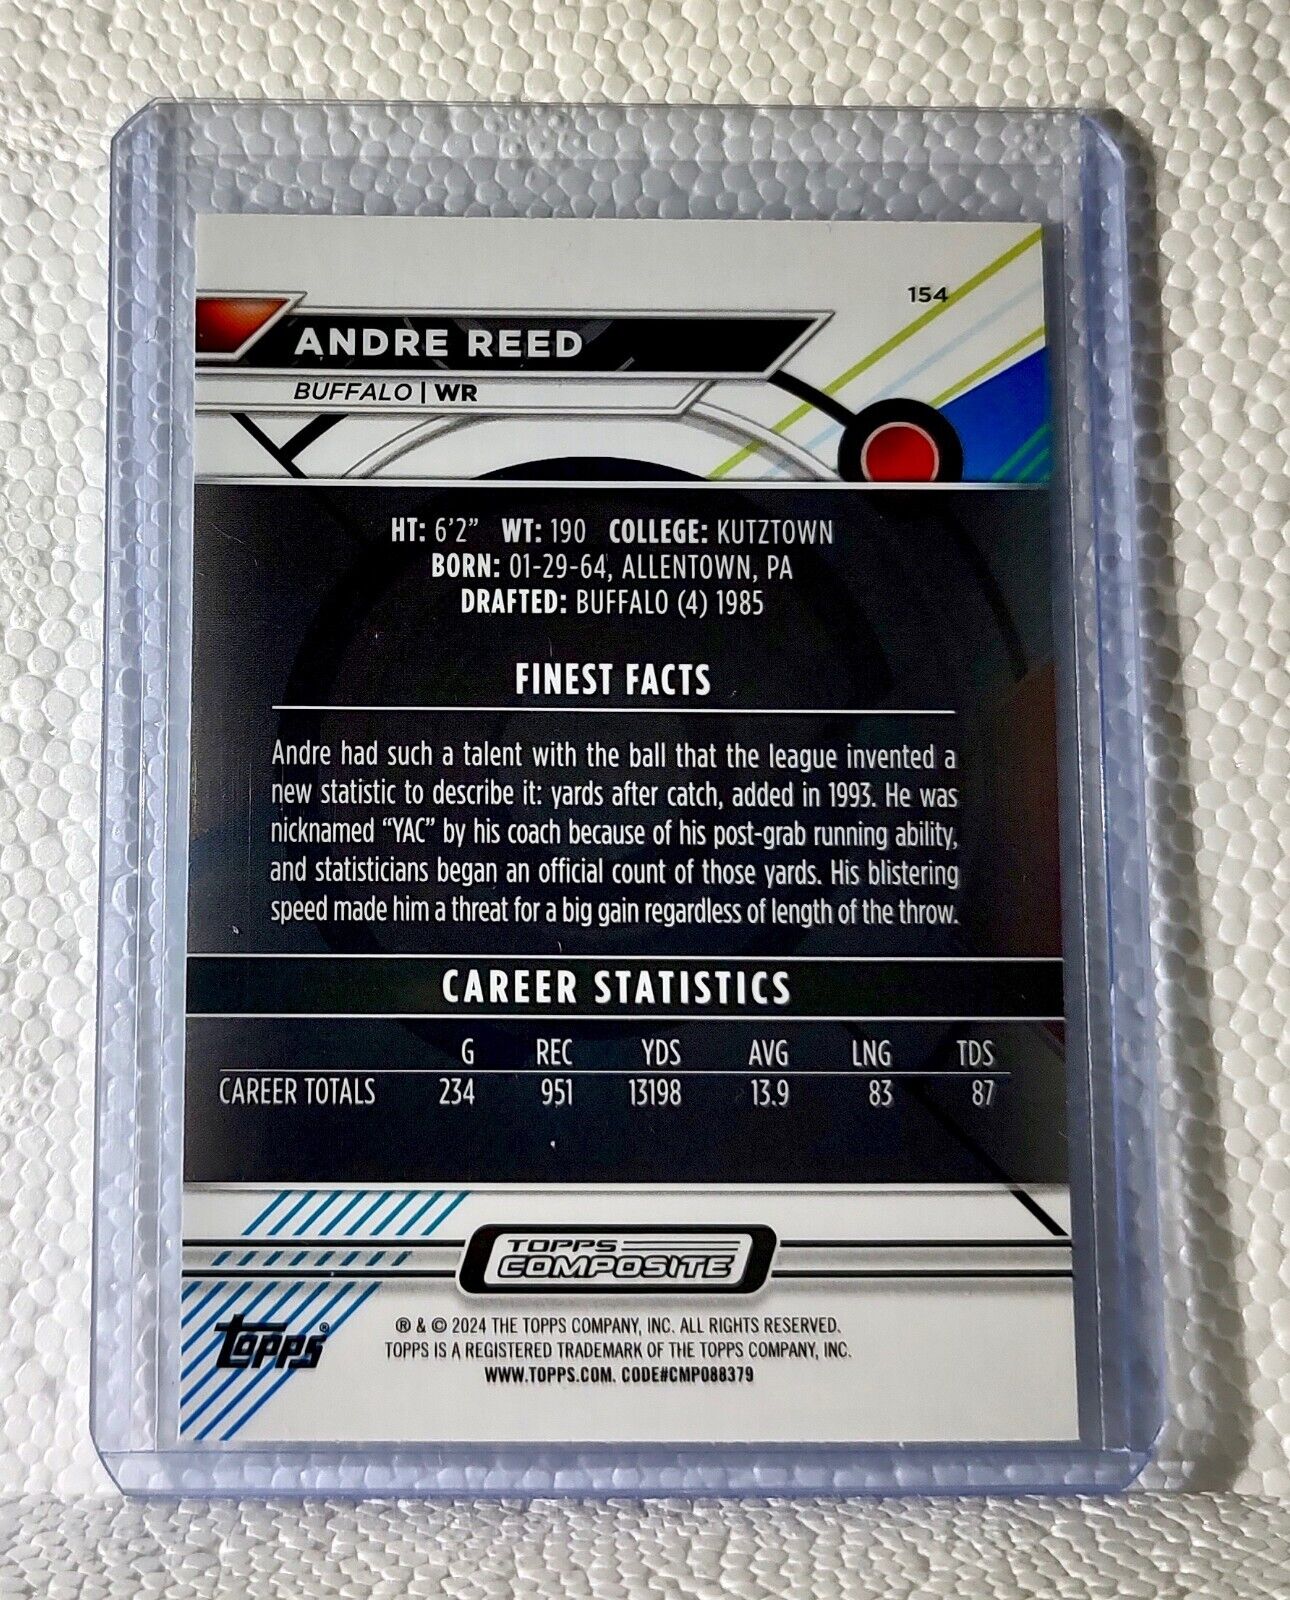 154
ANDRE REED
BUFFALO | WR
HT: 6'2" WT: 190 COLLEGE: KUTZTOWN
BORN: 01-29-64, ALLENTOWN, PA
DRAFTED: BUFFALO (4) 1985
FINEST FACTS
Andre had such a talent with the ball that the league invented a
new statistic to describe it: yards after catch, added in 1993. He was
nicknamed “YAC” by his coach because of his post-grab running ability,
and statisticians began an official count of those yards. His blistering
speed made him a threat for a big gain regardless of length of the throw.
CAREER STATISTICS
G REC YDS AVG LNG TDS
CAREER TOTALS 234 951 13198 13.9 83 87
TOPPS
COMPOSITE
topps®
® & © 2024 THE TOPPS COMPANY, INC. ALL RIGHTS RESERVED.
TOPPS IS A REGISTERED TRADEMARK OF THE TOPPS COMPANY, INC.
WWW.TOPPS.COM. CODE#CMP088379